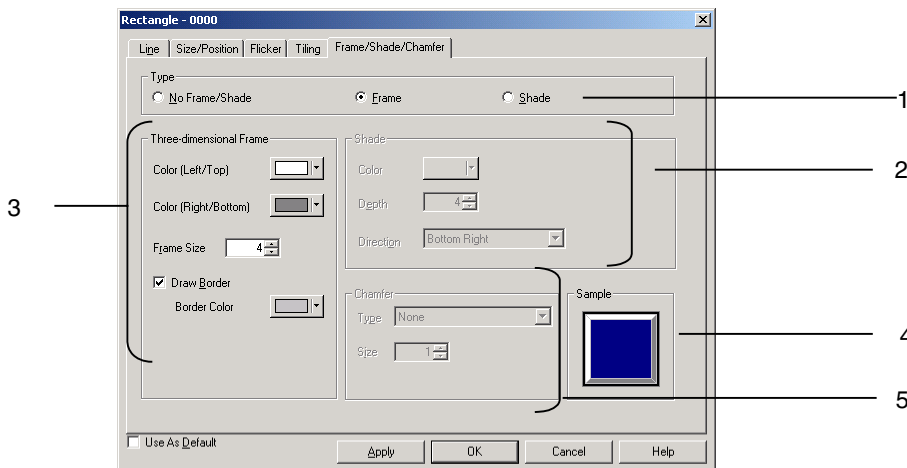 Rectangle - 0000
Line Size/Position Flicker Tiling Frame/Shade/Chamfer
Type
No Frame/Shade Frame Shade
1
Three-dimensional Frame
Shade
Color (Left/Top)
Color
2
3
Color (Right/Bottom)
Depth 4
Frame Size 4
Direction Bottom Right
Draw Border
Border Color
Chamfer
Type None
Size 1
Sample
4
5
Use As Default
Apply OK Cancel Help